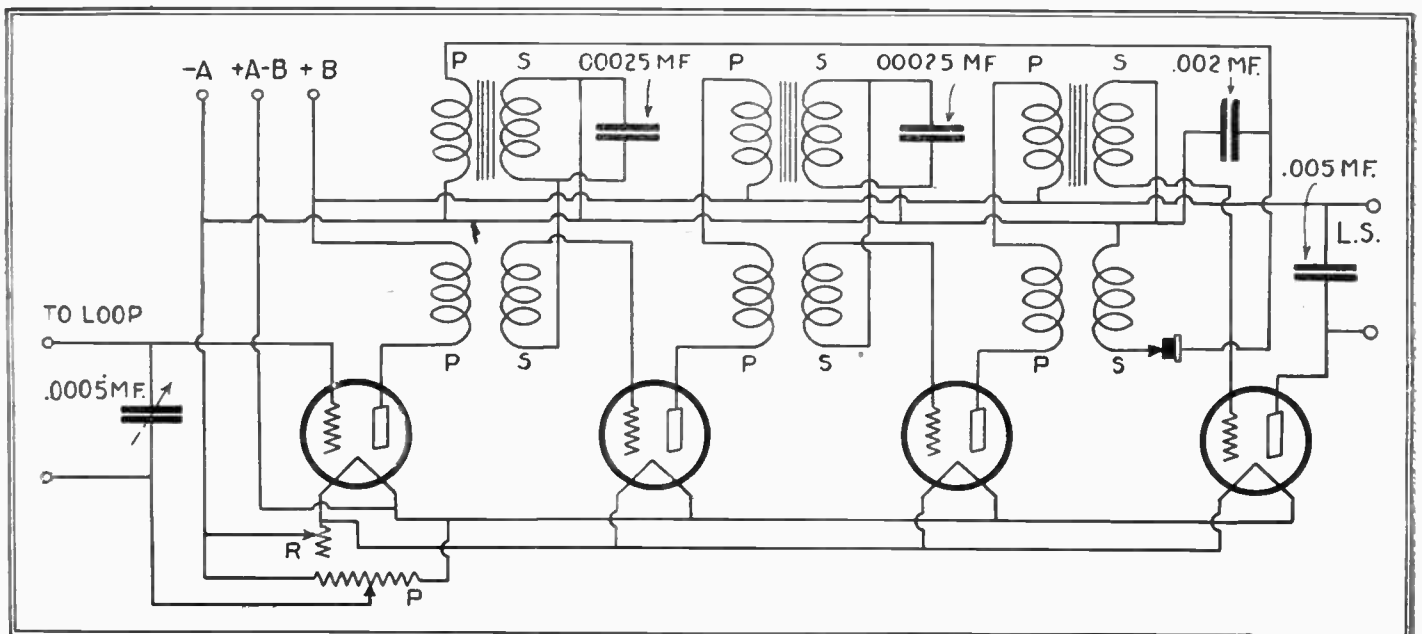 P S 00025 MF P S 00025 MF P S .002 MF.
-A +A-B + B
.005 MF.
L.S.
TO LOOP
P S P S P S
.0005 MF.
R
P